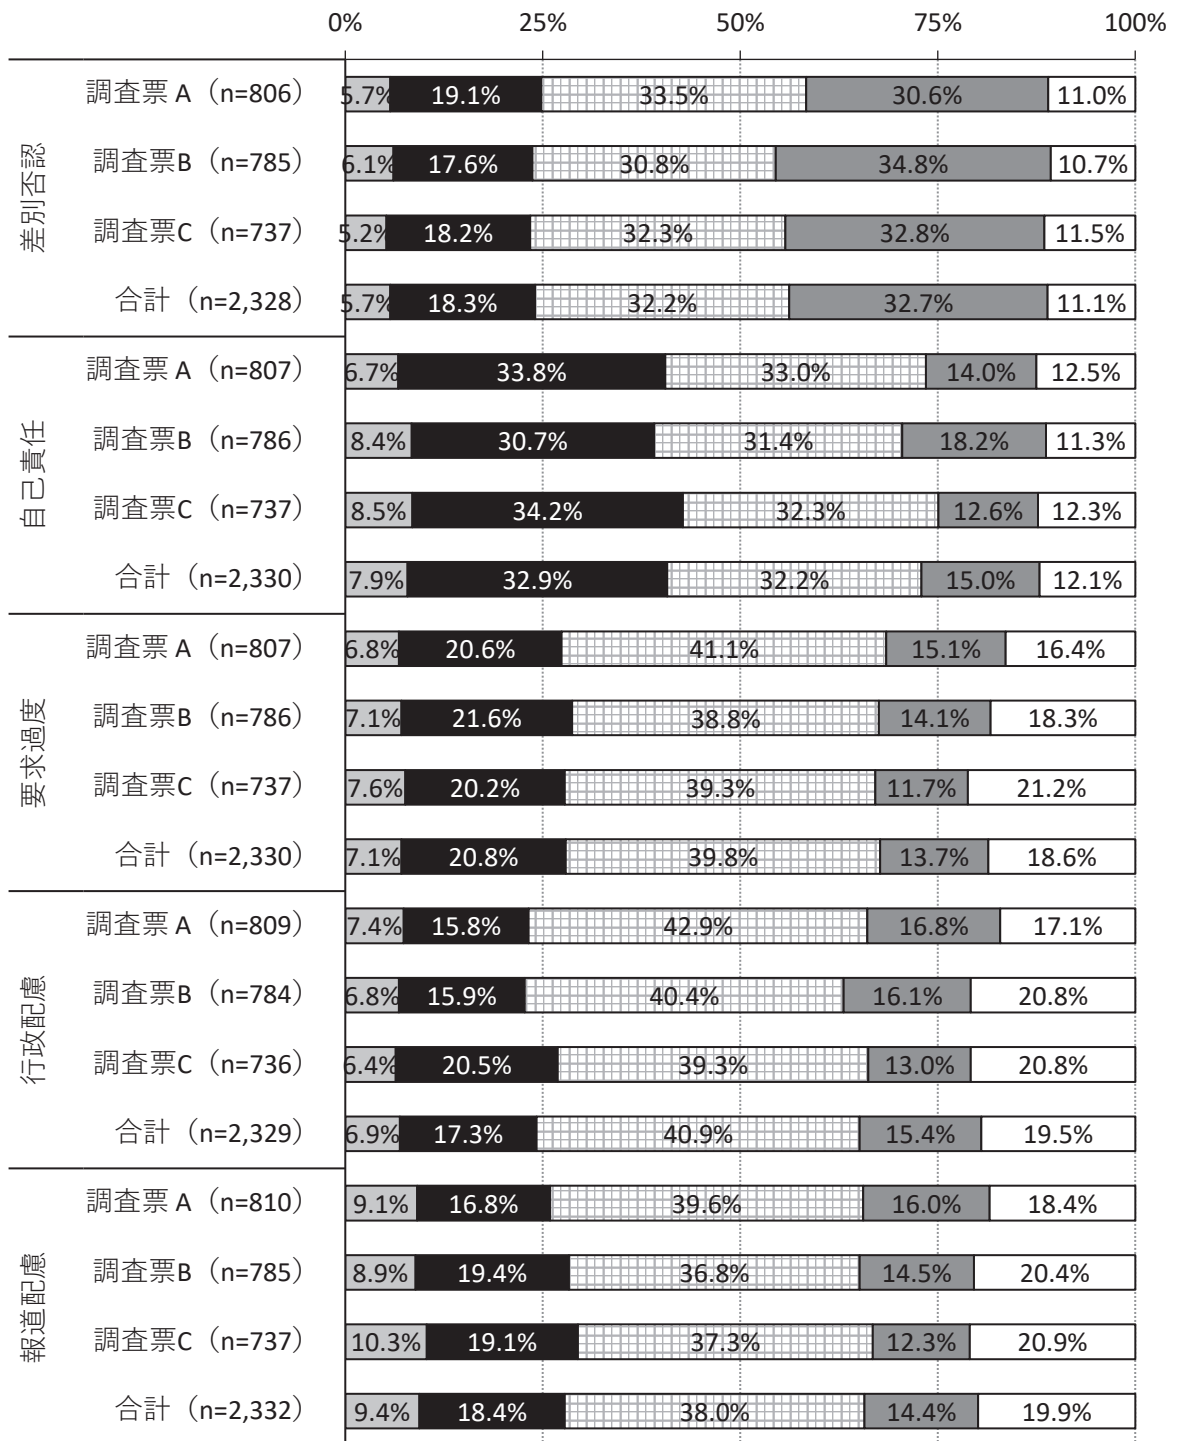 0% 25% 50% 75% 100%
差別否認
調査票 A（n=806） 5.7% 19.1% 33.5% 30.6% 11.0%
調査票B（n=785） 6.1% 17.6% 30.8% 34.8% 10.7%
調査票C（n=737） 5.2% 18.2% 32.3% 32.8% 11.5%
合計（n=2,328） 5.7% 18.3% 32.2% 32.7% 11.1%
自己責任
調査票 A（n=807） 6.7% 33.8% 33.0% 14.0% 12.5%
調査票B（n=786） 8.4% 30.7% 31.4% 18.2% 11.3%
調査票C（n=737） 8.5% 34.2% 32.3% 12.6% 12.3%
合計（n=2,330） 7.9% 32.9% 32.2% 15.0% 12.1%
要求過度
調査票 A（n=807） 6.8% 20.6% 41.1% 15.1% 16.4%
調査票B（n=786） 7.1% 21.6% 38.8% 14.1% 18.3%
調査票C（n=737） 7.6% 20.2% 39.3% 11.7% 21.2%
合計（n=2,330） 7.1% 20.8% 39.8% 13.7% 18.6%
行政配慮
調査票 A（n=809） 7.4% 15.8% 42.9% 16.8% 17.1%
調査票B（n=784） 6.8% 15.9% 40.4% 16.1% 20.8%
調査票C（n=736） 6.4% 20.5% 39.3% 13.0% 20.8%
合計（n=2,329） 6.9% 17.3% 40.9% 15.4% 19.5%
報道配慮
調査票 A（n=810） 9.1% 16.8% 39.6% 16.0% 18.4%
調査票B（n=785） 8.9% 19.4% 36.8% 14.5% 20.4%
調査票C（n=737） 10.3% 19.1% 37.3% 12.3% 20.9%
合計（n=2,332） 9.4% 18.4% 38.0% 14.4% 19.9%